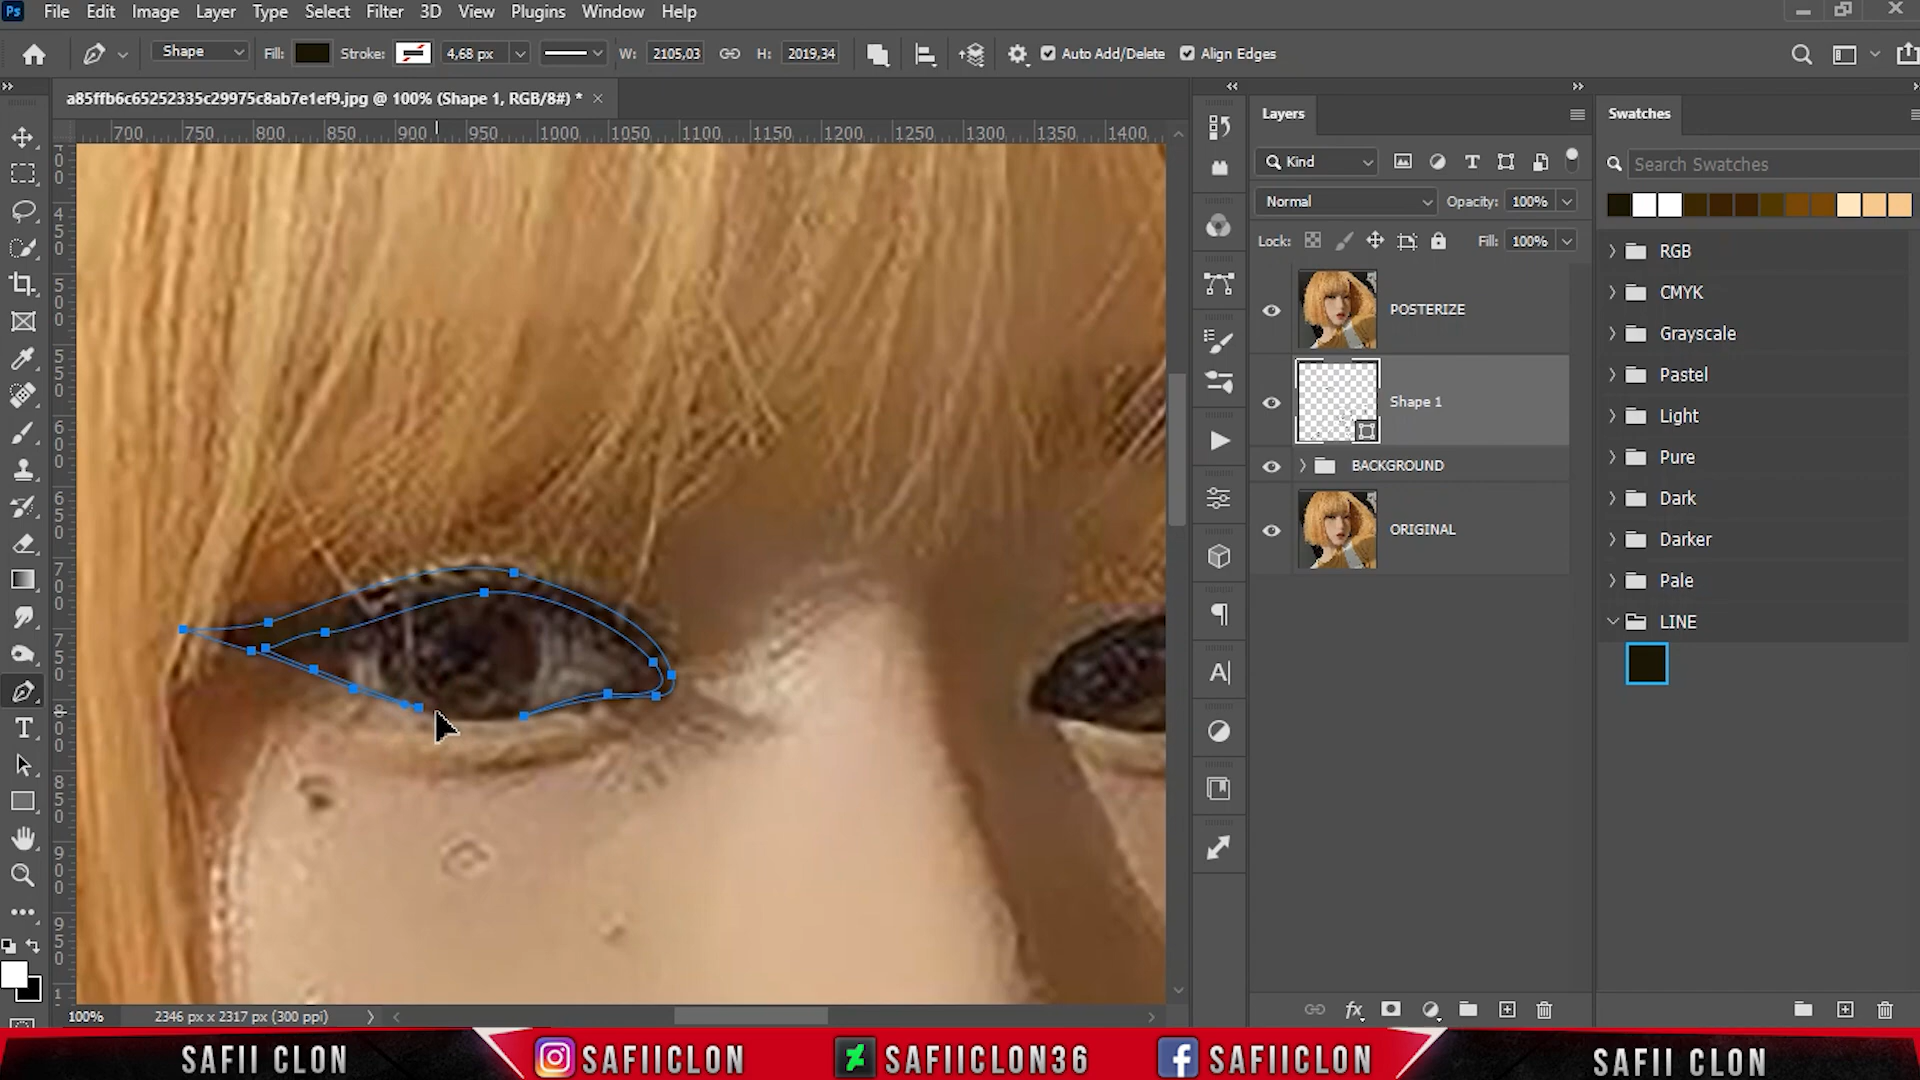 Ps File Edit Image Layer Type Select Filter 3D View Plugins Window Help
Shape Fill: Stroke: 4,68 px W: 2105,03 H: 2019,34 Auto Add/Delete Align Edges
a85ffb6c65252335c29975c8ab7e1ef9.jpg @ 100% (Shape 1, RGB/8#) *
700 750 800 850 900 950 1000 1050 1100 1150 1200 1250 1300 1350 1400
Layers
Kind
Normal Opacity: 100%
Lock: Fill: 100%
POSTERIZE
Shape 1
BACKGROUND
ORIGINAL
Swatches
Search Swatches
RGB
CMYK
Grayscale
Pastel
Light
Pure
Dark
Darker
Pale
LINE
100% 2346 px x 2317 px (300 ppi)
SAFII CLON SAFIICLON SAFIICLON36 SAFIICLON SAFII CLON